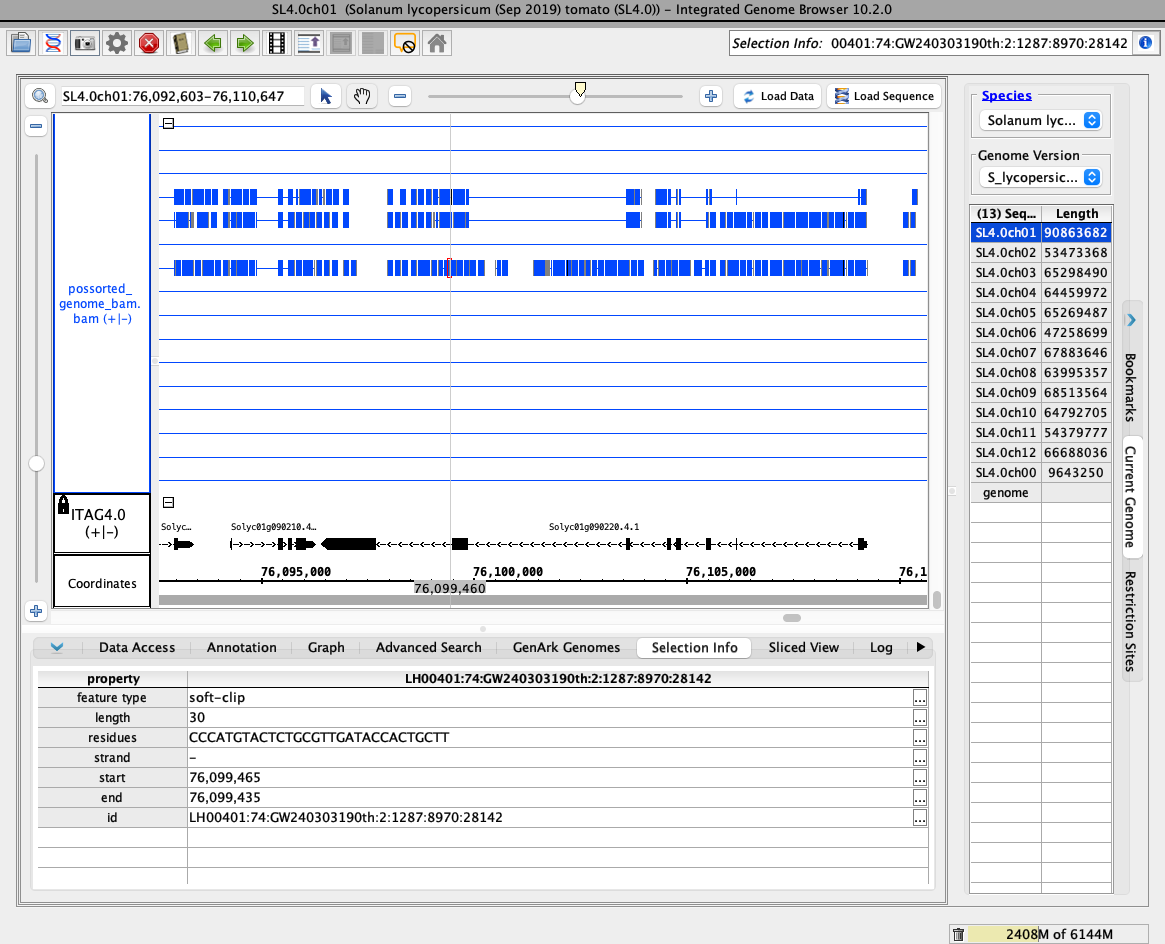 SL4.0ch01 (Solanum lycopersicum (Sep 2019) tomato (SL4.0)) - Integrated Genome Browser 10.2.0
Selection Info: 00401:74:GW240303190th:2:1287:8970:28142
SL4.0ch01:76,092,603-76,110,647
Load Data
Load Sequence
possorted_
genome_bam.
bam (+|-)
ITAG4.0
(+|-)
Coordinates
Solyc…
Solyc01g090210.4…
Solyc01g090220.4.1
76,095,000
76,100,000
76,105,000
76,1
76,099,460
Data Access
Annotation
Graph
Advanced Search
GenArk Genomes
Selection Info
Sliced View
Log
property LH00401:74:GW240303190th:2:1287:8970:28142
feature type soft-clip ...
length 30 ...
residues CCCATGTACTCTGCGTTGATACCACTGCTT ...
strand - ...
start 76,099,465 ...
end 76,099,435 ...
id LH00401:74:GW240303190th:2:1287:8970:28142 ...
Species
Solanum lyc...
Genome Version
S_lycopersic...
(13) Seq... Length
SL4.0ch01 90863682
SL4.0ch02 53473368
SL4.0ch03 65298490
SL4.0ch04 64459972
SL4.0ch05 65269487
SL4.0ch06 47258699
SL4.0ch07 67883646
SL4.0ch08 63995357
SL4.0ch09 68513564
SL4.0ch10 64792705
SL4.0ch11 54379777
SL4.0ch12 66688036
SL4.0ch00 9643250
genome
Bookmarks
Current Genome
Restriction Sites
2408M of 6144M